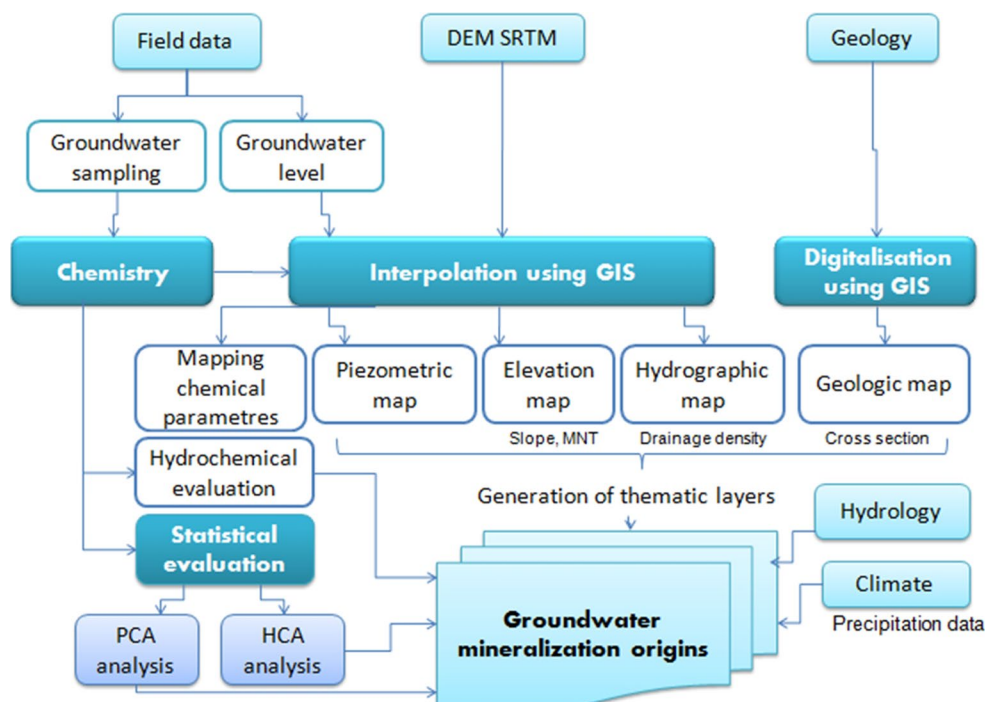 Field data
DEM SRTM
Geology
Groundwater
sampling
Groundwater
level
Chemistry
Interpolation using GIS
Digitalisation
using GIS
Mapping
chemical
parametres
Piezometric
map
Elevation
map
Hydrographic
map
Geologic map
Slope, MNT
Drainage density
Cross section
Hydrochemical
evaluation
Generation of thematic layers
Hydrology
Statistical
evaluation
Climate
Precipitation data
PCA
analysis
HCA
analysis
Groundwater
mineralization origins